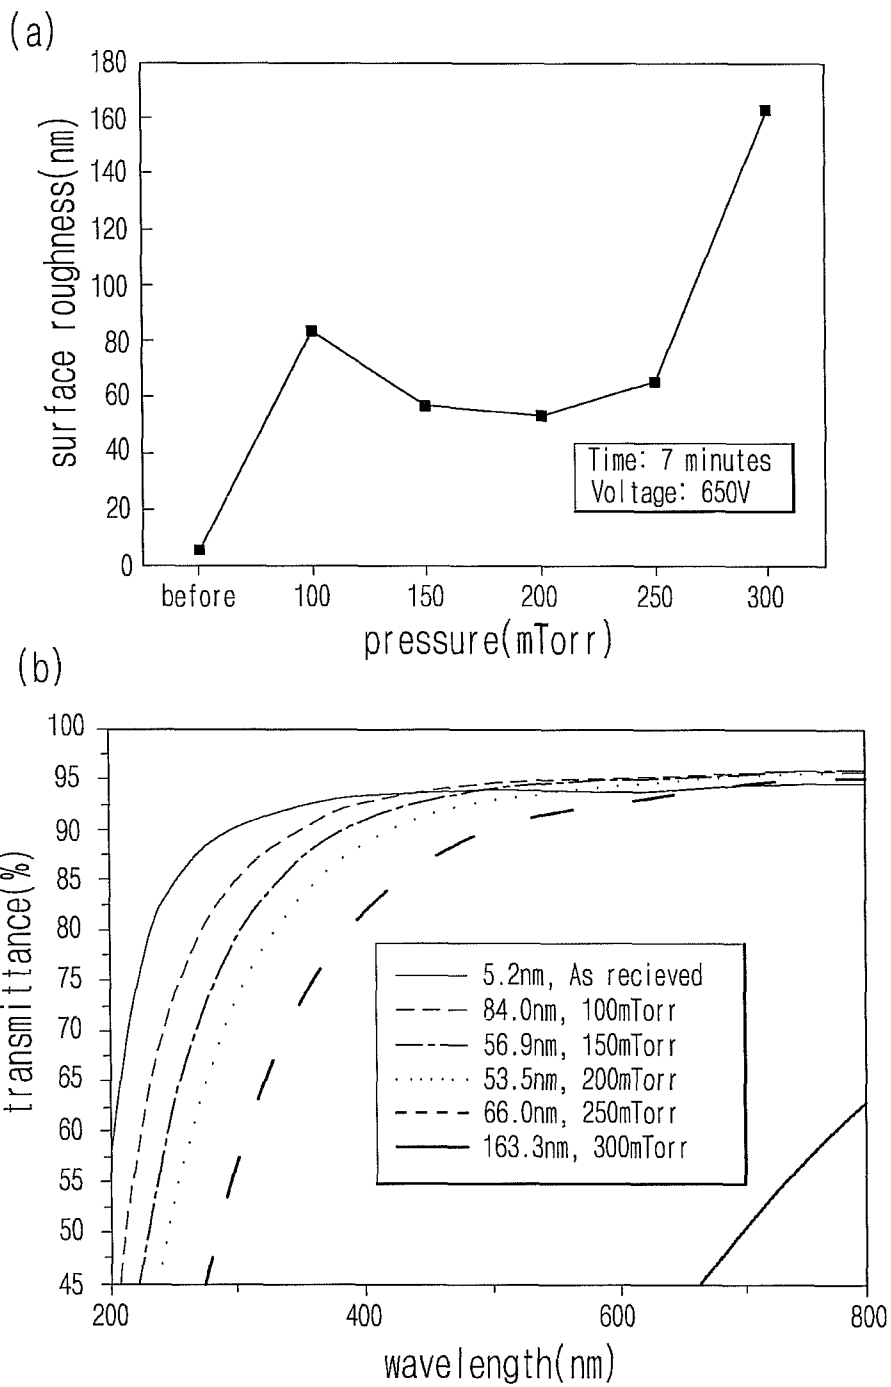 (a)
180
160
140
120
100
80
60
40
20
0
surface roughness(nm)
Time: 7 minutes
Voltage: 650V
before 100 150 200 250 300
pressure(mTorr)
(b)
100
95
90
85
80
75
70
65
60
55
50
45
transmittance(%)
5.2nm, As recieved
84.0nm, 100mTorr
56.9nm, 150mTorr
53.5nm, 200mTorr
66.0nm, 250mTorr
163.3nm, 300mTorr
200 400 600 800
wavelength(nm)